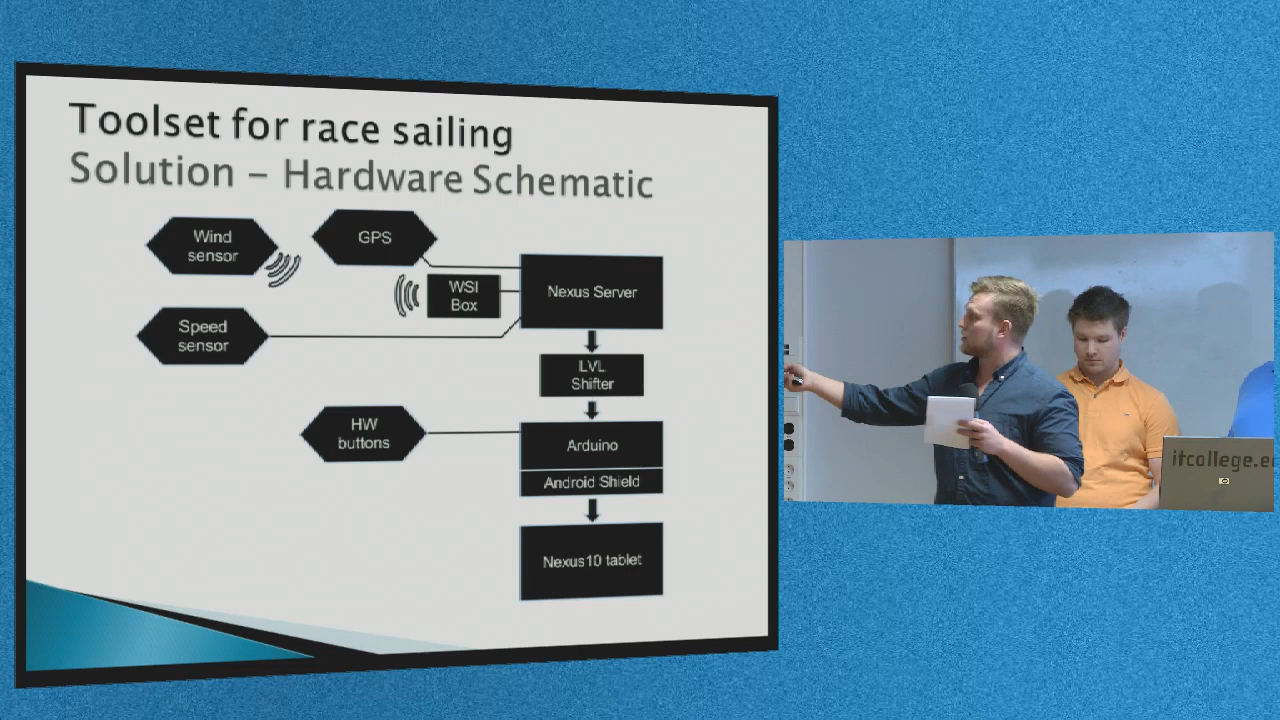 Toolset for race sailing
Solution – Hardware Schematic
Wind
sensor
GPS
WSI
Box
Nexus Server
Speed
sensor
LVL
Shifter
HW
buttons
Arduino
Android Shield
Nexus10 tablet
itcollege.e
hp